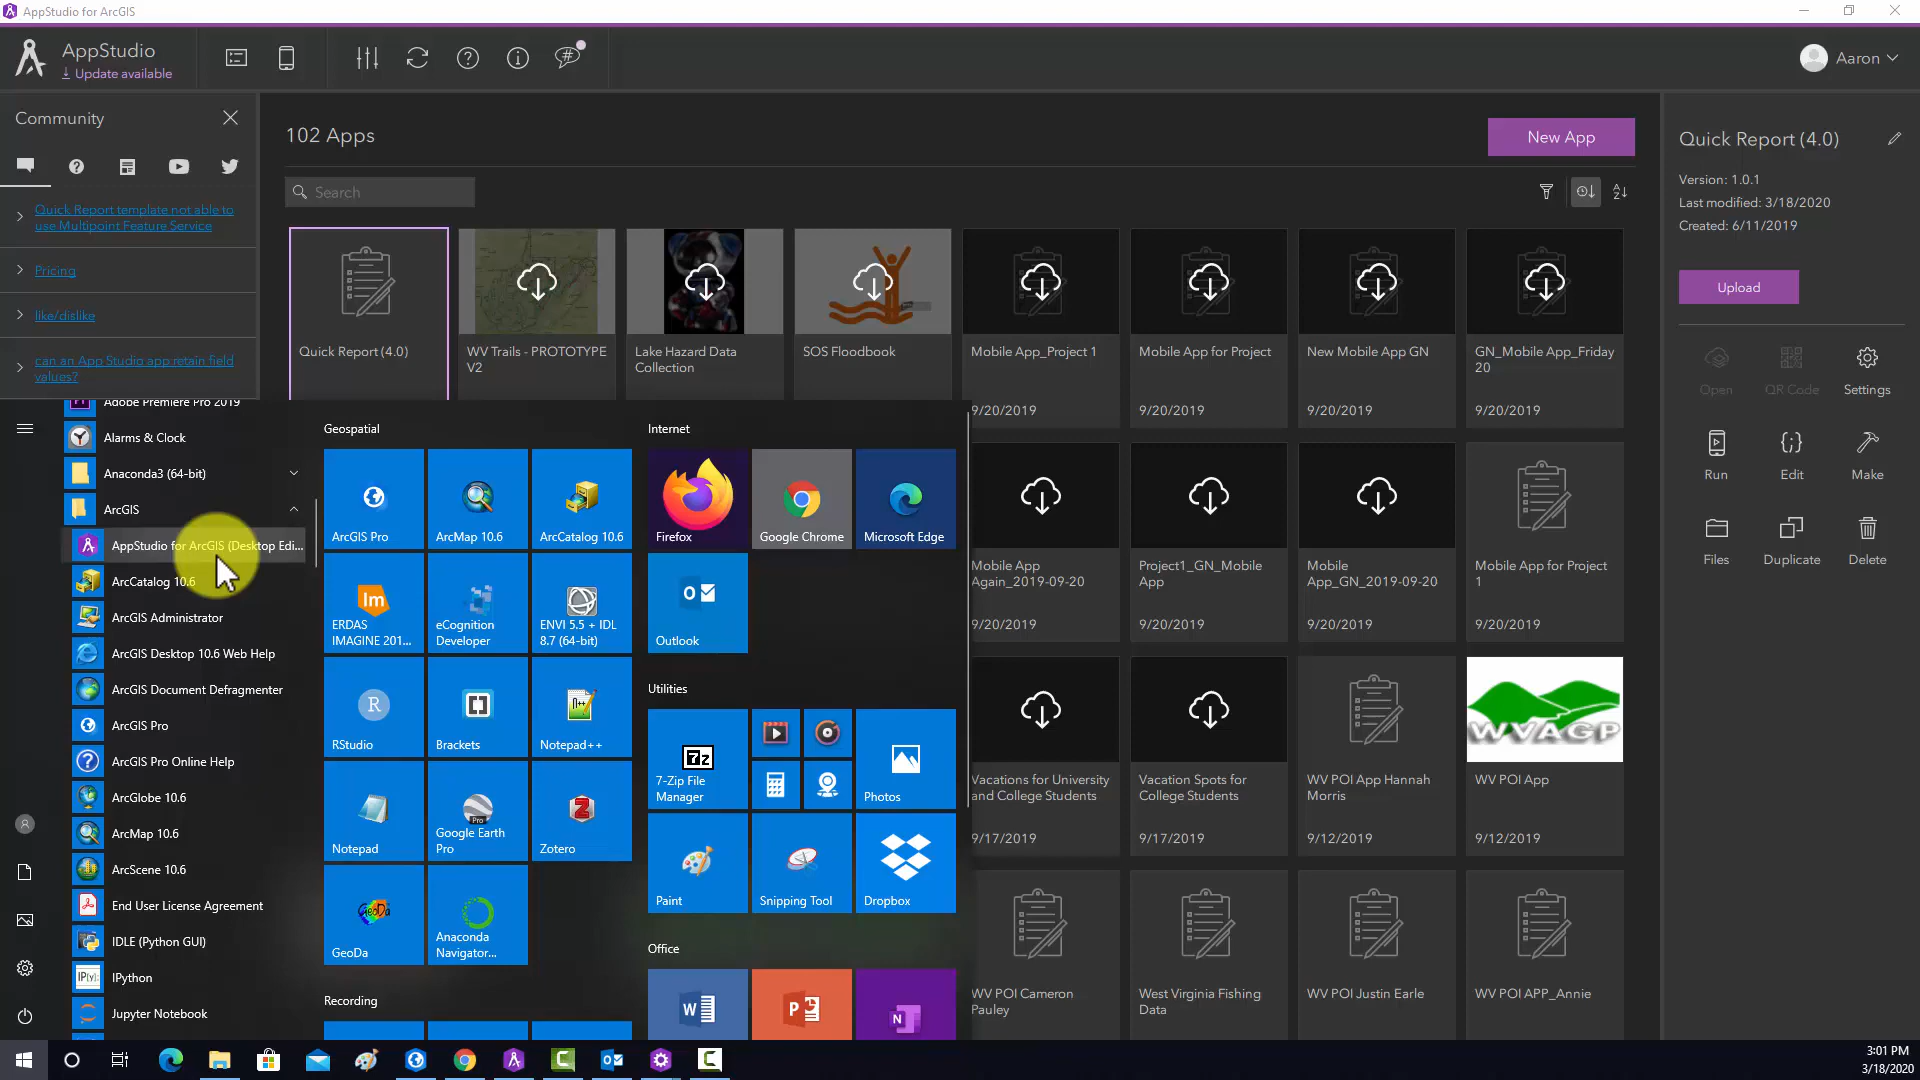 AppStudio for ArcGIS
AppStudio
Update available
Aaron
Community
Quick Report template not able to
use Multipoint Feature Service
Pricing
like/dislike
can an App Studio app retain field
values?
102 Apps
New App
Search
Quick Report (4.0)
WV Trails - PROTOTYPE
V2
Lake Hazard Data
Collection
SOS Floodbook
Mobile App_Project 1
9/20/2019
Mobile App for Project
9/20/2019
New Mobile App GN
9/20/2019
GN_Mobile App_Friday
20
9/20/2019
Mobile App
Again_2019-09-20
9/20/2019
Project1_GN_Mobile
App
9/20/2019
Mobile
App_GN_2019-09-20
9/20/2019
Mobile App for Project
1
9/20/2019
Vacations for University
and College Students
9/17/2019
Vacation Spots for
College Students
9/17/2019
WV POI App Hannah
Morris
9/12/2019
WVAGP
WV POI App
9/12/2019
WV POI Cameron
Pauley
West Virginia Fishing
Data
WV POI Justin Earle
WV POI APP_Annie
Quick Report (4.0)
Version: 1.0.1
Last modified: 3/18/2020
Created: 6/11/2019
Upload
Open
QR Code
Settings
Run
Edit
Make
Files
Duplicate
Delete
Adobe Premiere Pro 2019
Alarms & Clock
Anaconda3 (64-bit)
ArcGIS
AppStudio for ArcGIS (Desktop Edi...
ArcCatalog 10.6
ArcGIS Administrator
ArcGIS Desktop 10.6 Web Help
ArcGIS Document Defragmenter
ArcGIS Pro
ArcGIS Pro Online Help
ArcGlobe 10.6
ArcMap 10.6
ArcScene 10.6
End User License Agreement
IDLE (Python GUI)
IPython
Jupyter Notebook
Geospatial
ArcGIS Pro
ArcMap 10.6
ArcCatalog 10.6
ERDAS
IMAGINE 201...
eCognition
Developer
ENVI 5.5 + IDL
8.7 (64-bit)
RStudio
Brackets
Notepad++
Notepad
Google Earth
Pro
Zotero
GeoDa
Anaconda
Navigator...
Recording
Internet
Firefox
Google Chrome
Microsoft Edge
Outlook
Utilities
7-Zip File
Manager
Photos
Paint
Snipping Tool
Dropbox
Office
3:01 PM
3/18/2020